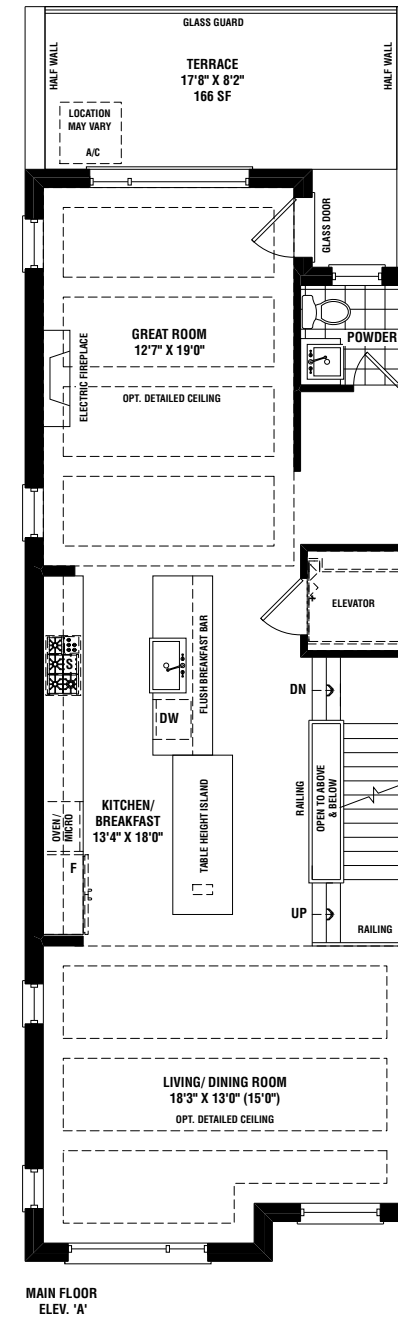 GLASS GUARD
HALF WALL
TERRACE
17'8" X 8'2"
166 SF
HALF WALL
LOCATION
MAY VARY
A/C
GLASS DOOR
POWDER
GREAT ROOM
12'7" X 19'0"
ELECTRIC FIREPLACE
OPT. DETAILED CEILING
ELEVATOR
S
FLUSH BREAKFAST BAR
DW
DN
RAILING
OPEN TO ABOVE
& BELOW
TABLE HEIGHT ISLAND
KITCHEN/
BREAKFAST
13'4" X 18'0"
OVEN/
MICRO
F
UP
RAILING
LIVING/ DINING ROOM
18'3" X 13'0" (15'0")
OPT. DETAILED CEILING
MAIN FLOOR
ELEV. 'A'